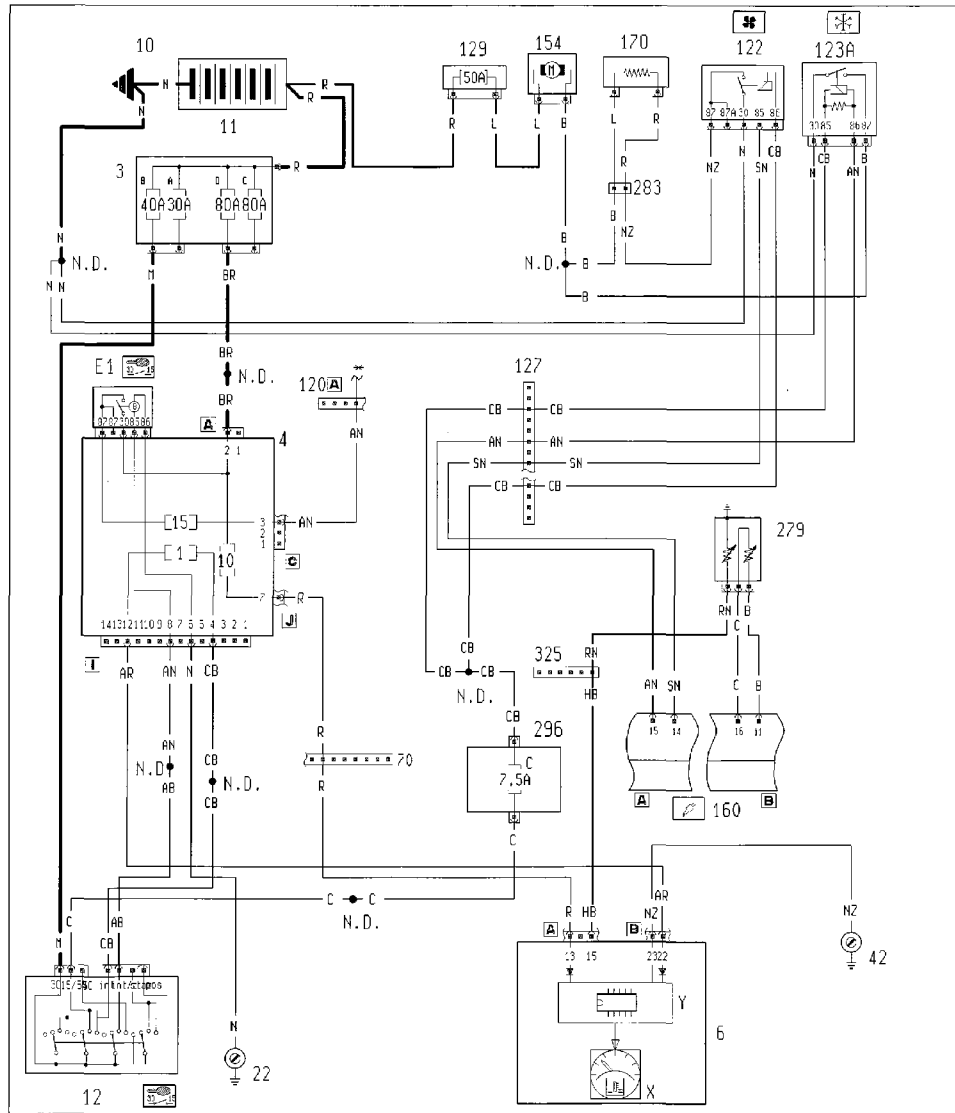 10
129
154
170
122
123A
N
R
R
50A
M
11
87 87A 30 85 86
30 85 86 87
N
R
L
L
B
L
R
NZ
N
SN
CB
N
CB
AN
B
3
R
B A D C
40A 30A 80A 80A
R
283
B
NZ
N
N.D.
N N
M
BR
B
N.D.
B
B
BR
N.D.
BR
E1
120 A
127
AN
CB CB
AN AN
SN SN
CB CB
A
4
2 1
15
3
2
1
AN
1
10
C
279
7
R
J
14 13 12 11 10 9 8 7 6 5 4 3 2 1
I
AR
AN
N
CB
RN
C
B
CB
CB CB
N.D.
325
RN
HB
AN
SN
C
B
15 14
16 11
CB
296
C
7,5A
R
70
R
AN
N.D
AB
CB
N.D.
CB
A
160
B
C
C C
N.D.
M
C
CB
AB
R
HB
NZ
AR
NZ
A
B
13 15
23 22
42
30 15/54
N
22
Y
6
X
12